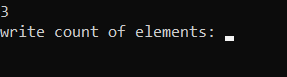 3
write count of elements: